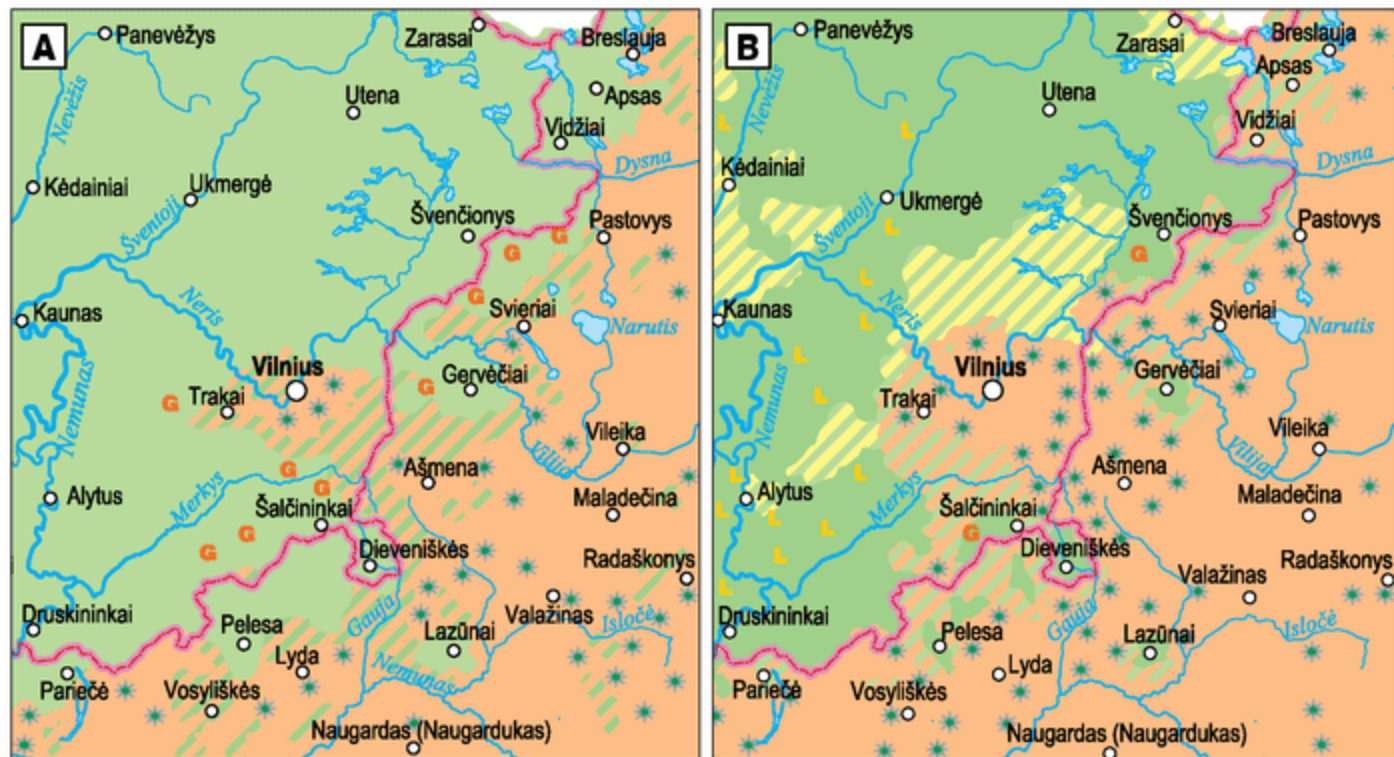 A
Panevėžys
Zarasai
Breslauja
Utena
Apsas
Nevėžis
Vidžiai
Dysna
Kėdainiai
Ukmergė
Švenčionys
Pastovys
Šventoji
G
G
Neris
G
Kaunas
Svieriai
Narutis
Vilnius
Gervėčiai
G
Trakai
G
Nemunas
Vileika
Vilija
G
Ašmena
Merkys
G
Alytus
Šalčininkai
Maladečina
G
G
Dieveniškės
Radaškonys
Druskininkai
Gauja
Valažinas
Isločė
Pelesa
Lazūnai
Lyda
Nemunas
Pariečė
Vosyliškės
Naugardas (Naugardukas)
B
Panevėžys
Zarasai
Breslauja
Apsas
Utena
Nevėžis
L
L
Vidžiai
Dysna
Kėdainiai
Ukmergė
Švenčionys
Pastovys
Šventoji
L
G
L
Neris
Kaunas
L
Svieriai
Narutis
L
Vilnius
Gervėčiai
Trakai
L
Nemunas
Vileika
Vilija
L
L
Ašmena
Merkys
Alytus
Maladečina
L
L
L
Šalčininkai
G
Dieveniškės
Radaškonys
L
L
Valažinas
Druskininkai
Gauja
Isločė
Pelesa
Lazūnai
Lyda
Pariečė
Vosyliškės
Naugardas (Naugardukas)